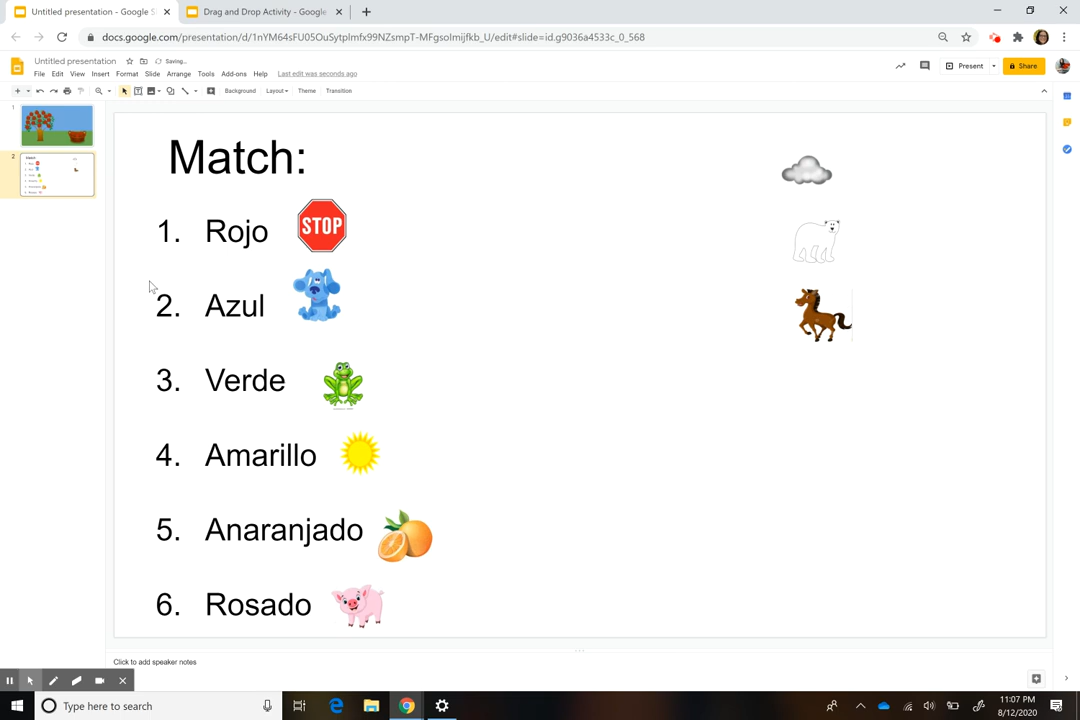 Untitled presentation - Google S
Drag and Drop Activity - Google
docs.google.com/presentation/d/1nYM64sFU05OuSytplmfx99NZsmpT-MFgsoImijfkb_U/edit#slide=id.g9036a4533c_0_568
Untitled presentation
Saving...
File Edit View Insert Format Slide Arrange Tools Add-ons Help Last edit was seconds ago
Present
Share
Background Layout Theme Transition
1
2
Match:
1. Rojo
STOP
2. Azul
3. Verde
4. Amarillo
5. Anaranjado
6. Rosado
Click to add speaker notes
Type here to search
11:07 PM
8/12/2020